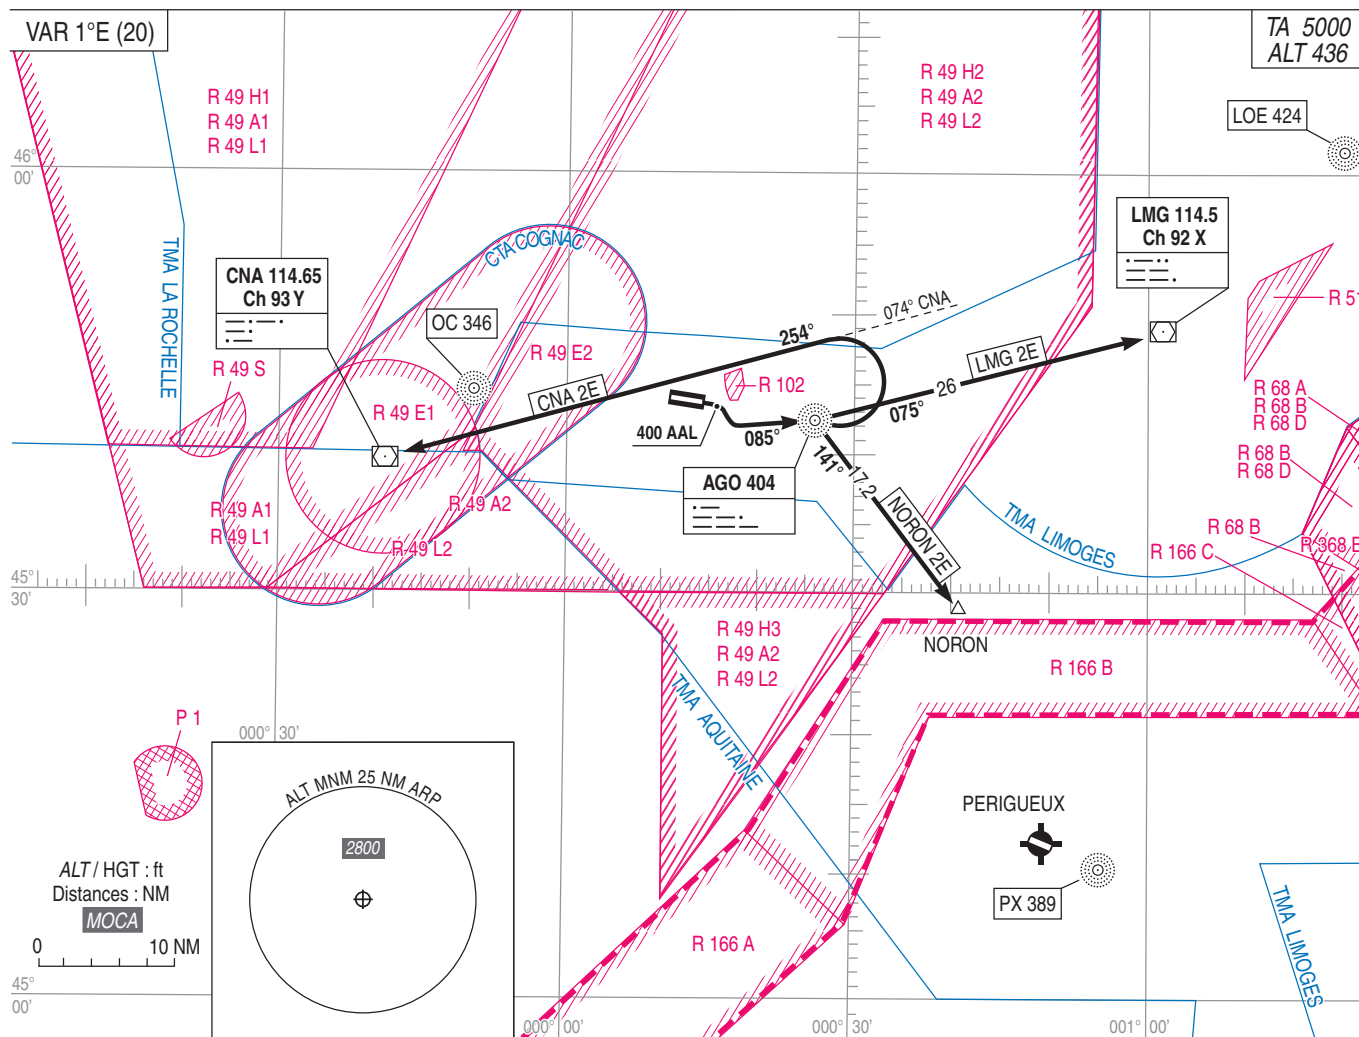 VAR 1°E (20)
TA 5000
ALT 436
R 49 H1
R 49 A1
R 49 L1
R 49 H2
R 49 A2
R 49 L2
LOE 424
46°
00'
TMA LA ROCHELLE
CTA COGNAC
LMG 114.5
Ch 92 X
CNA 114.65
Ch 93 Y
OC 346
R 51
074° CNA
254°
R 49 E2
LMG 2E
R 49 S
R 102
CNA 2E
26
R 68 A
R 68 B
R 68 D
R 49 E1
075°
400 AAL
085°
141°
17.2
R 68 B
R 68 D
AGO 404
R 49 A1
R 49 L1
R 49 A2
R 49 L2
NORON 2E
TMA LIMOGES
R 68 B
R 368 B
R 166 C
45°
30'
R 49 H3
R 49 A2
R 49 L2
NORON
R 166 B
TMA AQUITAINE
P 1
000° 30'
ALT MNM 25 NM ARP
2800
PERIGUEUX
PX 389
ALT / HGT : ft
Distances : NM
MOCA
0 10 NM
R 166 A
TMA LIMOGES
45°
00'
000° 00'
000° 30'
001° 00'